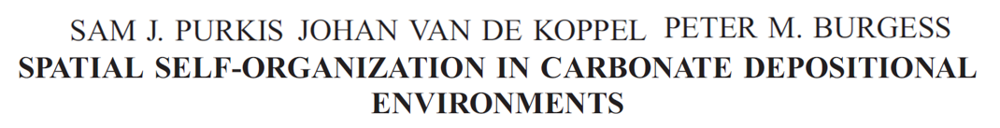 SAM J. PURKIS JOHAN VAN DE KOPPEL PETER M. BURGESS
SPATIAL SELF-ORGANIZATION IN CARBONATE DEPOSITIONAL
ENVIRONMENTS